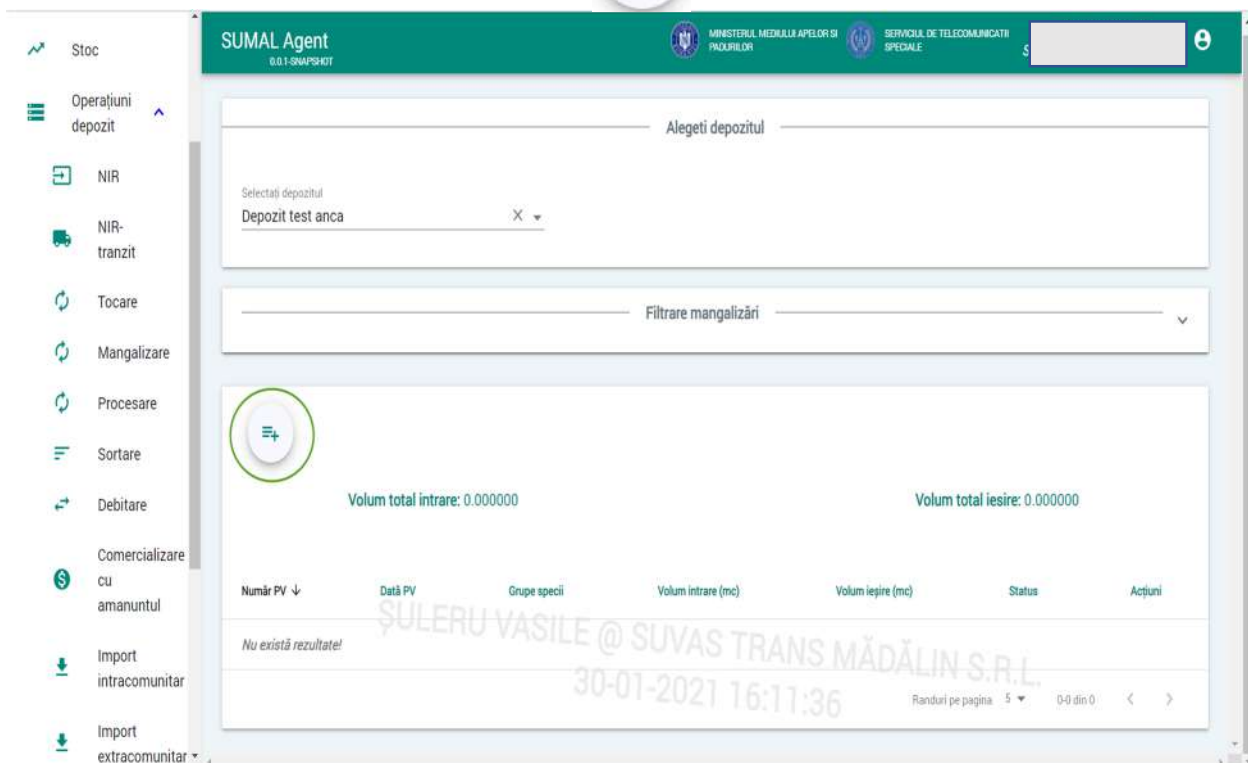 Stoc
Operațiuni
depozit
NIR
NIR-
tranzit
Tocare
Mangalizare
Procesare
Sortare
Debitare
Comercializare
cu
amanuntul
Import
intracomunitar
Import
extracomunitar
SUMAL Agent
0.0.1-SNAPSHOT
MINISTERUL MEDIULUI APELOR SI
PADURILOR
SERVICIUL DE TELECOMUNICATII
SPECIALE
S
Alegeti depozitul
Selectați depozitul
Depozit test anca
Filtrare mangalizări
Volum total intrare: 0.000000
Volum total iesire: 0.000000
Număr PV
Dată PV
Grupe specii
Volum intrare (mc)
Volum ieșire (mc)
Status
Acțiuni
Nu există rezultate!
ȘULERU VASILE @ SUVAS TRANS MĂDĂLIN S.R.L.
30-01-2021 16:11:36
Randuri pe pagina 5 0-0 din 0